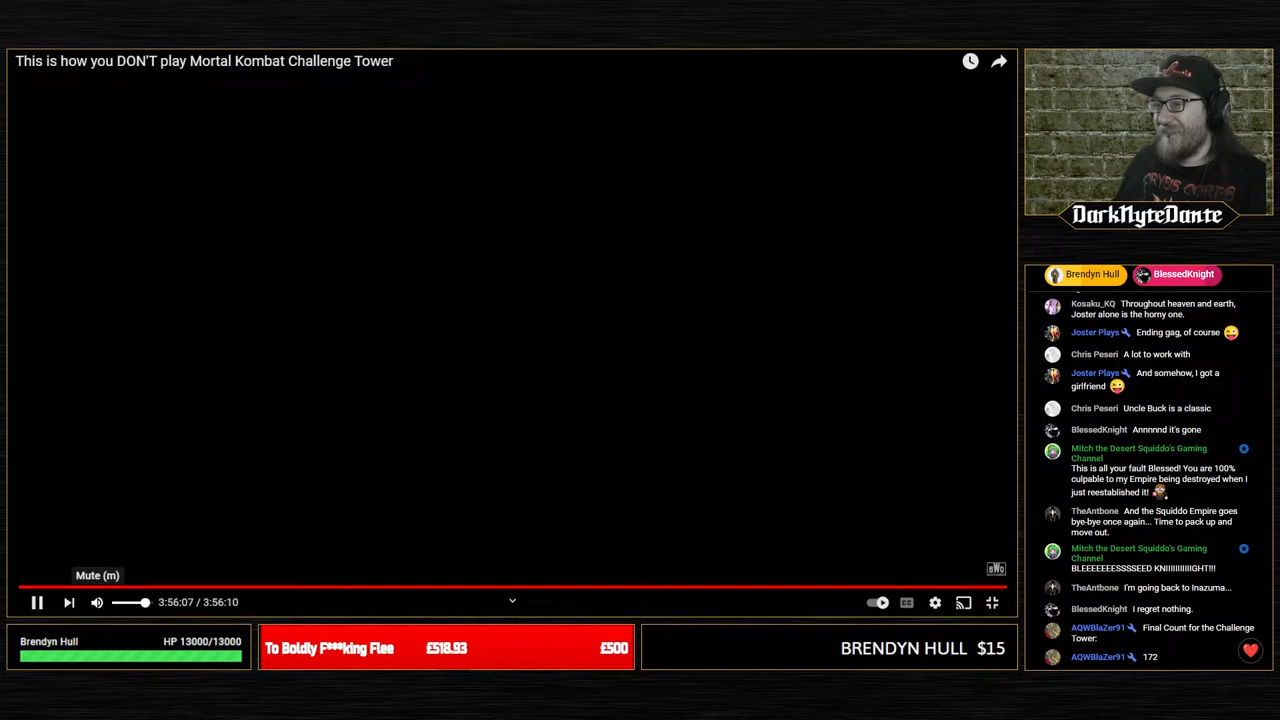 This is how you DON'T play Mortal Kombat Challenge Tower
CRYSIS CORPS
DarkNyteDante
Brendyn Hull
BlessedKnight
Kosaku_KQ Throughout heaven and earth,
Joster alone is the horny one.
Joster Plays Ending gag, of course
Chris Peseri A lot to work with
Joster Plays And somehow, I got a
girlfriend
Chris Peseri Uncle Buck is a classic
BlessedKnight Annnnnd it's gone
Mitch the Desert Squiddo's Gaming
Channel
This is all your fault Blessed! You are 100%
culpable to my Empire being destroyed when I
just reestablished it!
TheAntbone And the Squiddo Empire goes
bye-bye once again... Time to pack up and
move out.
Mitch the Desert Squiddo's Gaming
Channel
BLEEEEEESSSSEED KNIIIIIIIIIIGHT!!!
TheAntbone I'm going back to Inazuma...
BlessedKnight I regret nothing.
AQWBlaZer91 Final Count for the Challenge
Tower:
AQWBlaZer91 172
BWO
Mute (m)
3:56:07 / 3:56:10
CC
Brendyn Hull HP 13000/13000
To Boldly F***king Flee £518.93 £500
BRENDYN HULL $15